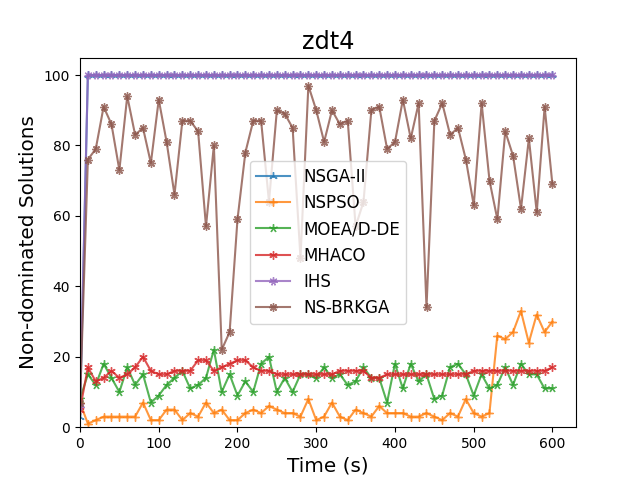 zdt4
Non-dominated Solutions
100
80
60
40
20
0
NSGA-II
NSPSO
MOEA/D-DE
MHACO
IHS
NS-BRKGA
0 100 200 300 400 500 600
Time (s)